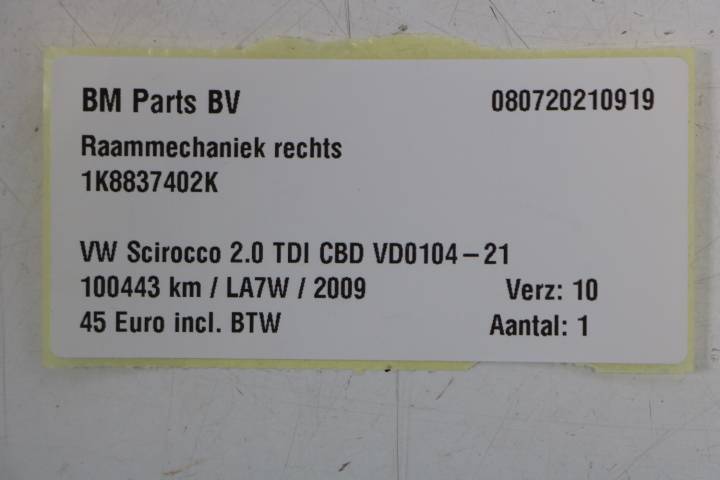 BM Parts BV 080720210919
Raammechaniek rechts
1K8837402K
VW Scirocco 2.0 TDI CBD VD0104-21
100443 km / LA7W / 2009 Verz: 10
45 Euro incl. BTW Aantal: 1